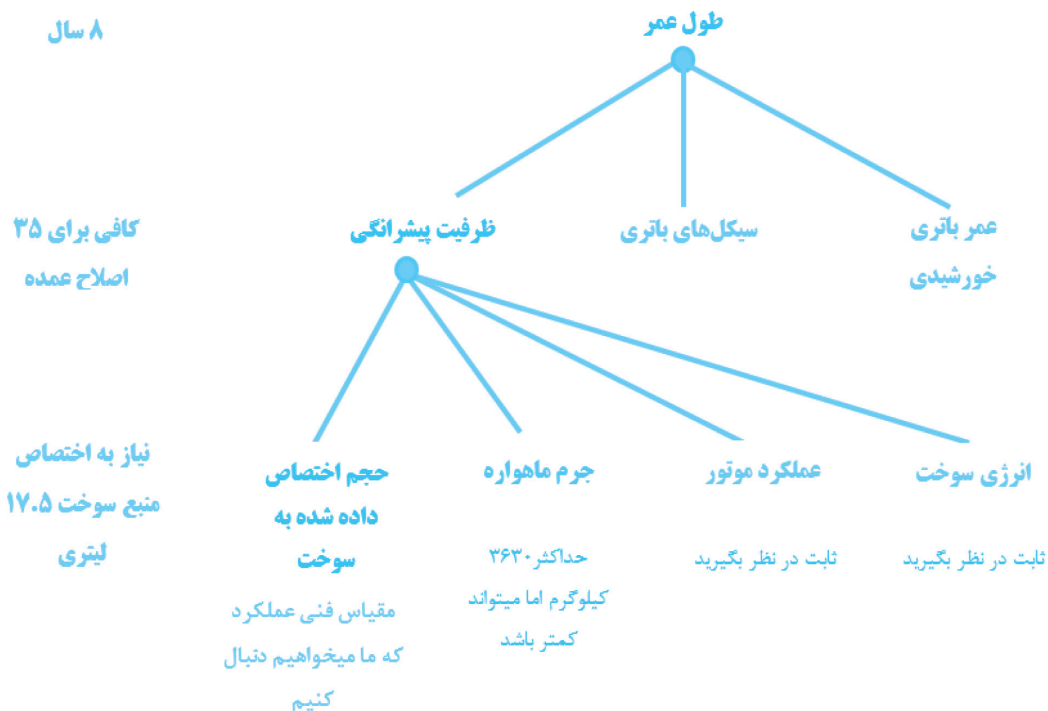 طول عمر
۸ سال
عمر باتری
خورشیدی
سیکل‌های باتری
ظرفیت پیشرانگی
کافی برای ۳۵
اصلاح عمده
انرژی سوخت
ثابت در نظر بگیرید
عملکرد موتور
ثابت در نظر بگیرید
جرم ماهواره
حداکثر۳۶۳۰
کیلوگرم اما میتواند
کمتر باشد
حجم اختصاص
داده شده به
سوخت
مقیاس فنی عملکرد
که ما میخواهیم دنبال
کنیم
نیاز به اختصاص
منبع سوخت ۱۷.۵
لیتری